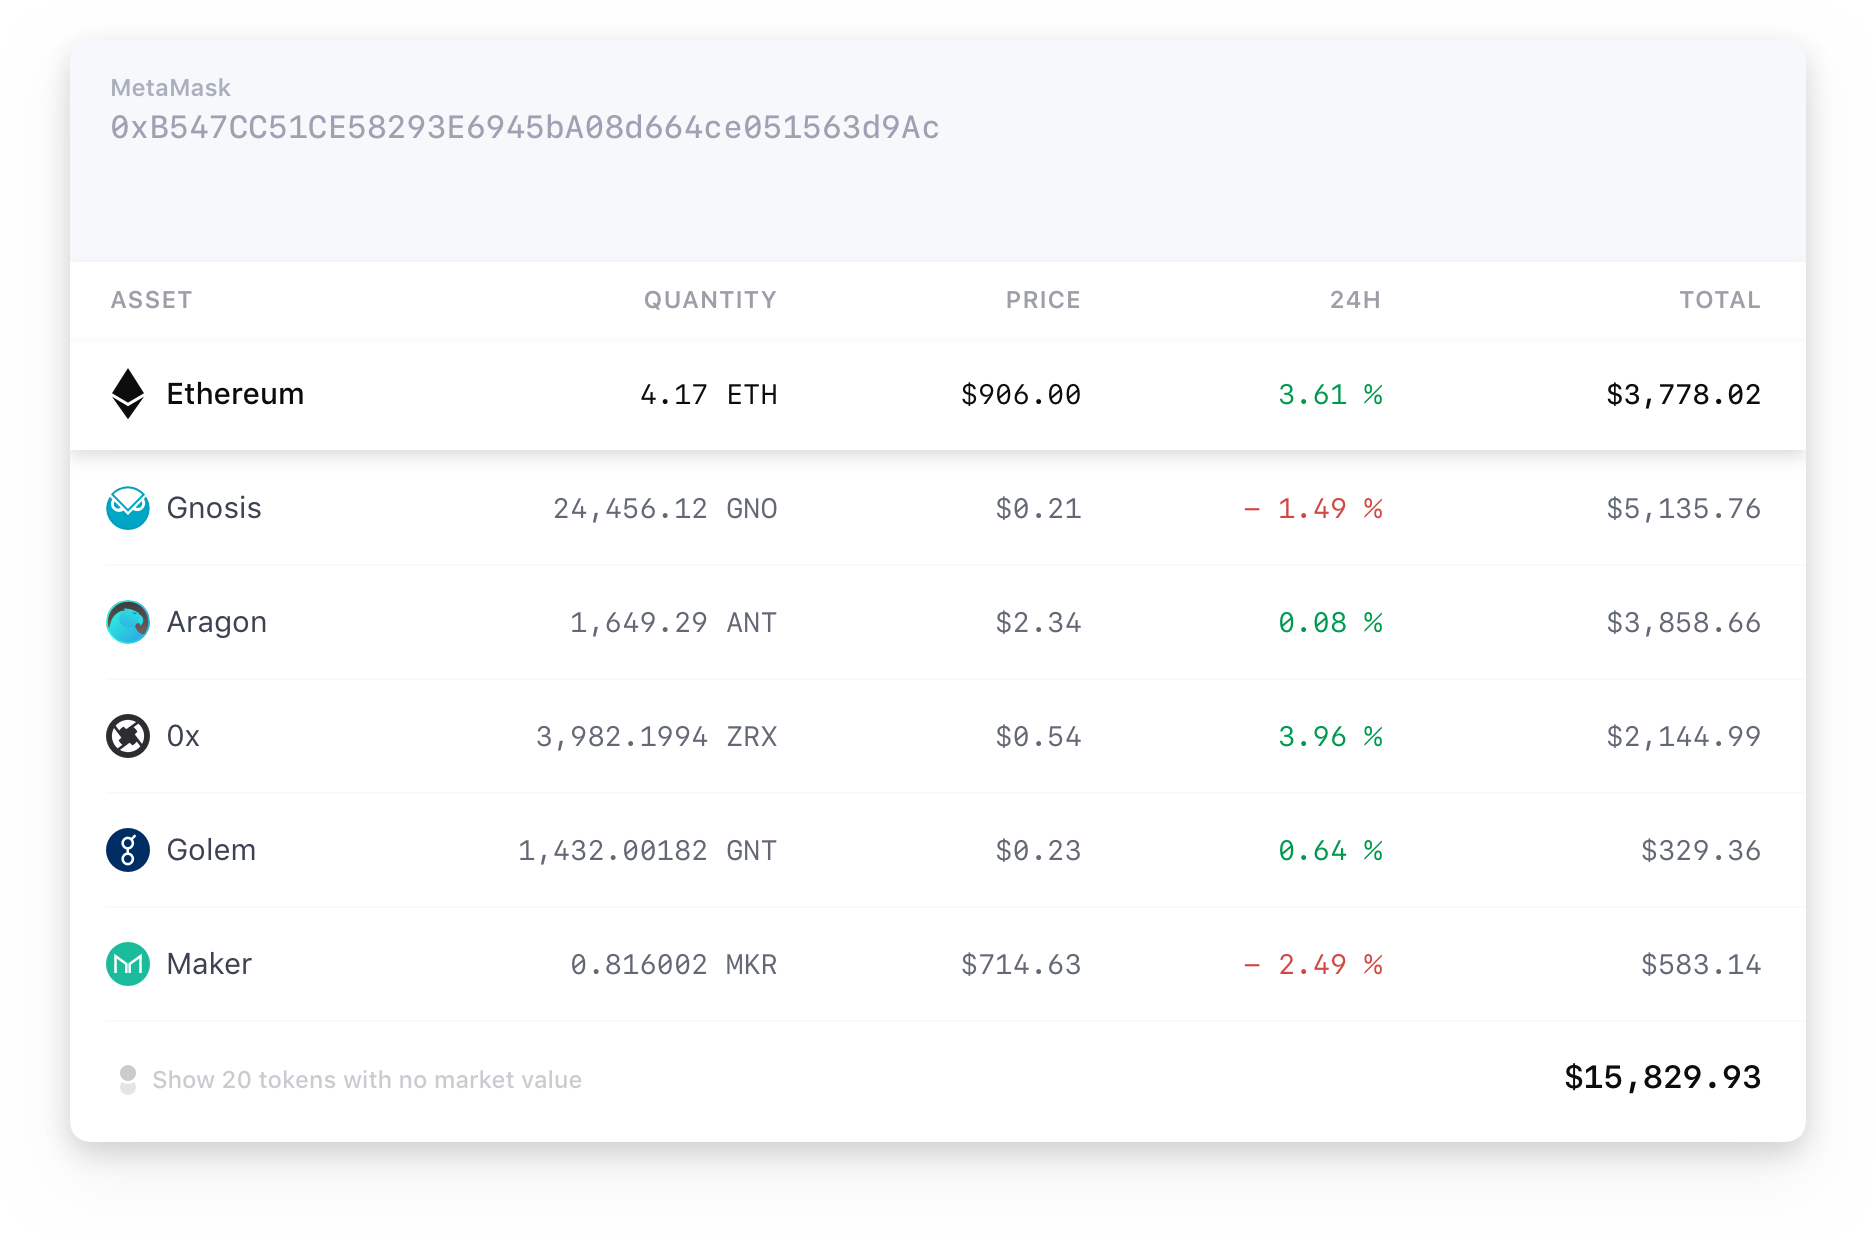 MetaMask
0xB547CC51CE58293E6945bA08d664ce051563d9Ac
ASSET QUANTITY PRICE 24H TOTAL
Ethereum 4.17 ETH $906.00 3.61 % $3,778.02
Gnosis 24,456.12 GNO $0.21 − 1.49 % $5,135.76
Aragon 1,649.29 ANT $2.34 0.08 % $3,858.66
0x 3,982.1994 ZRX $0.54 3.96 % $2,144.99
Golem 1,432.00182 GNT $0.23 0.64 % $329.36
Maker 0.816002 MKR $714.63 − 2.49 % $583.14
Show 20 tokens with no market value $15,829.93